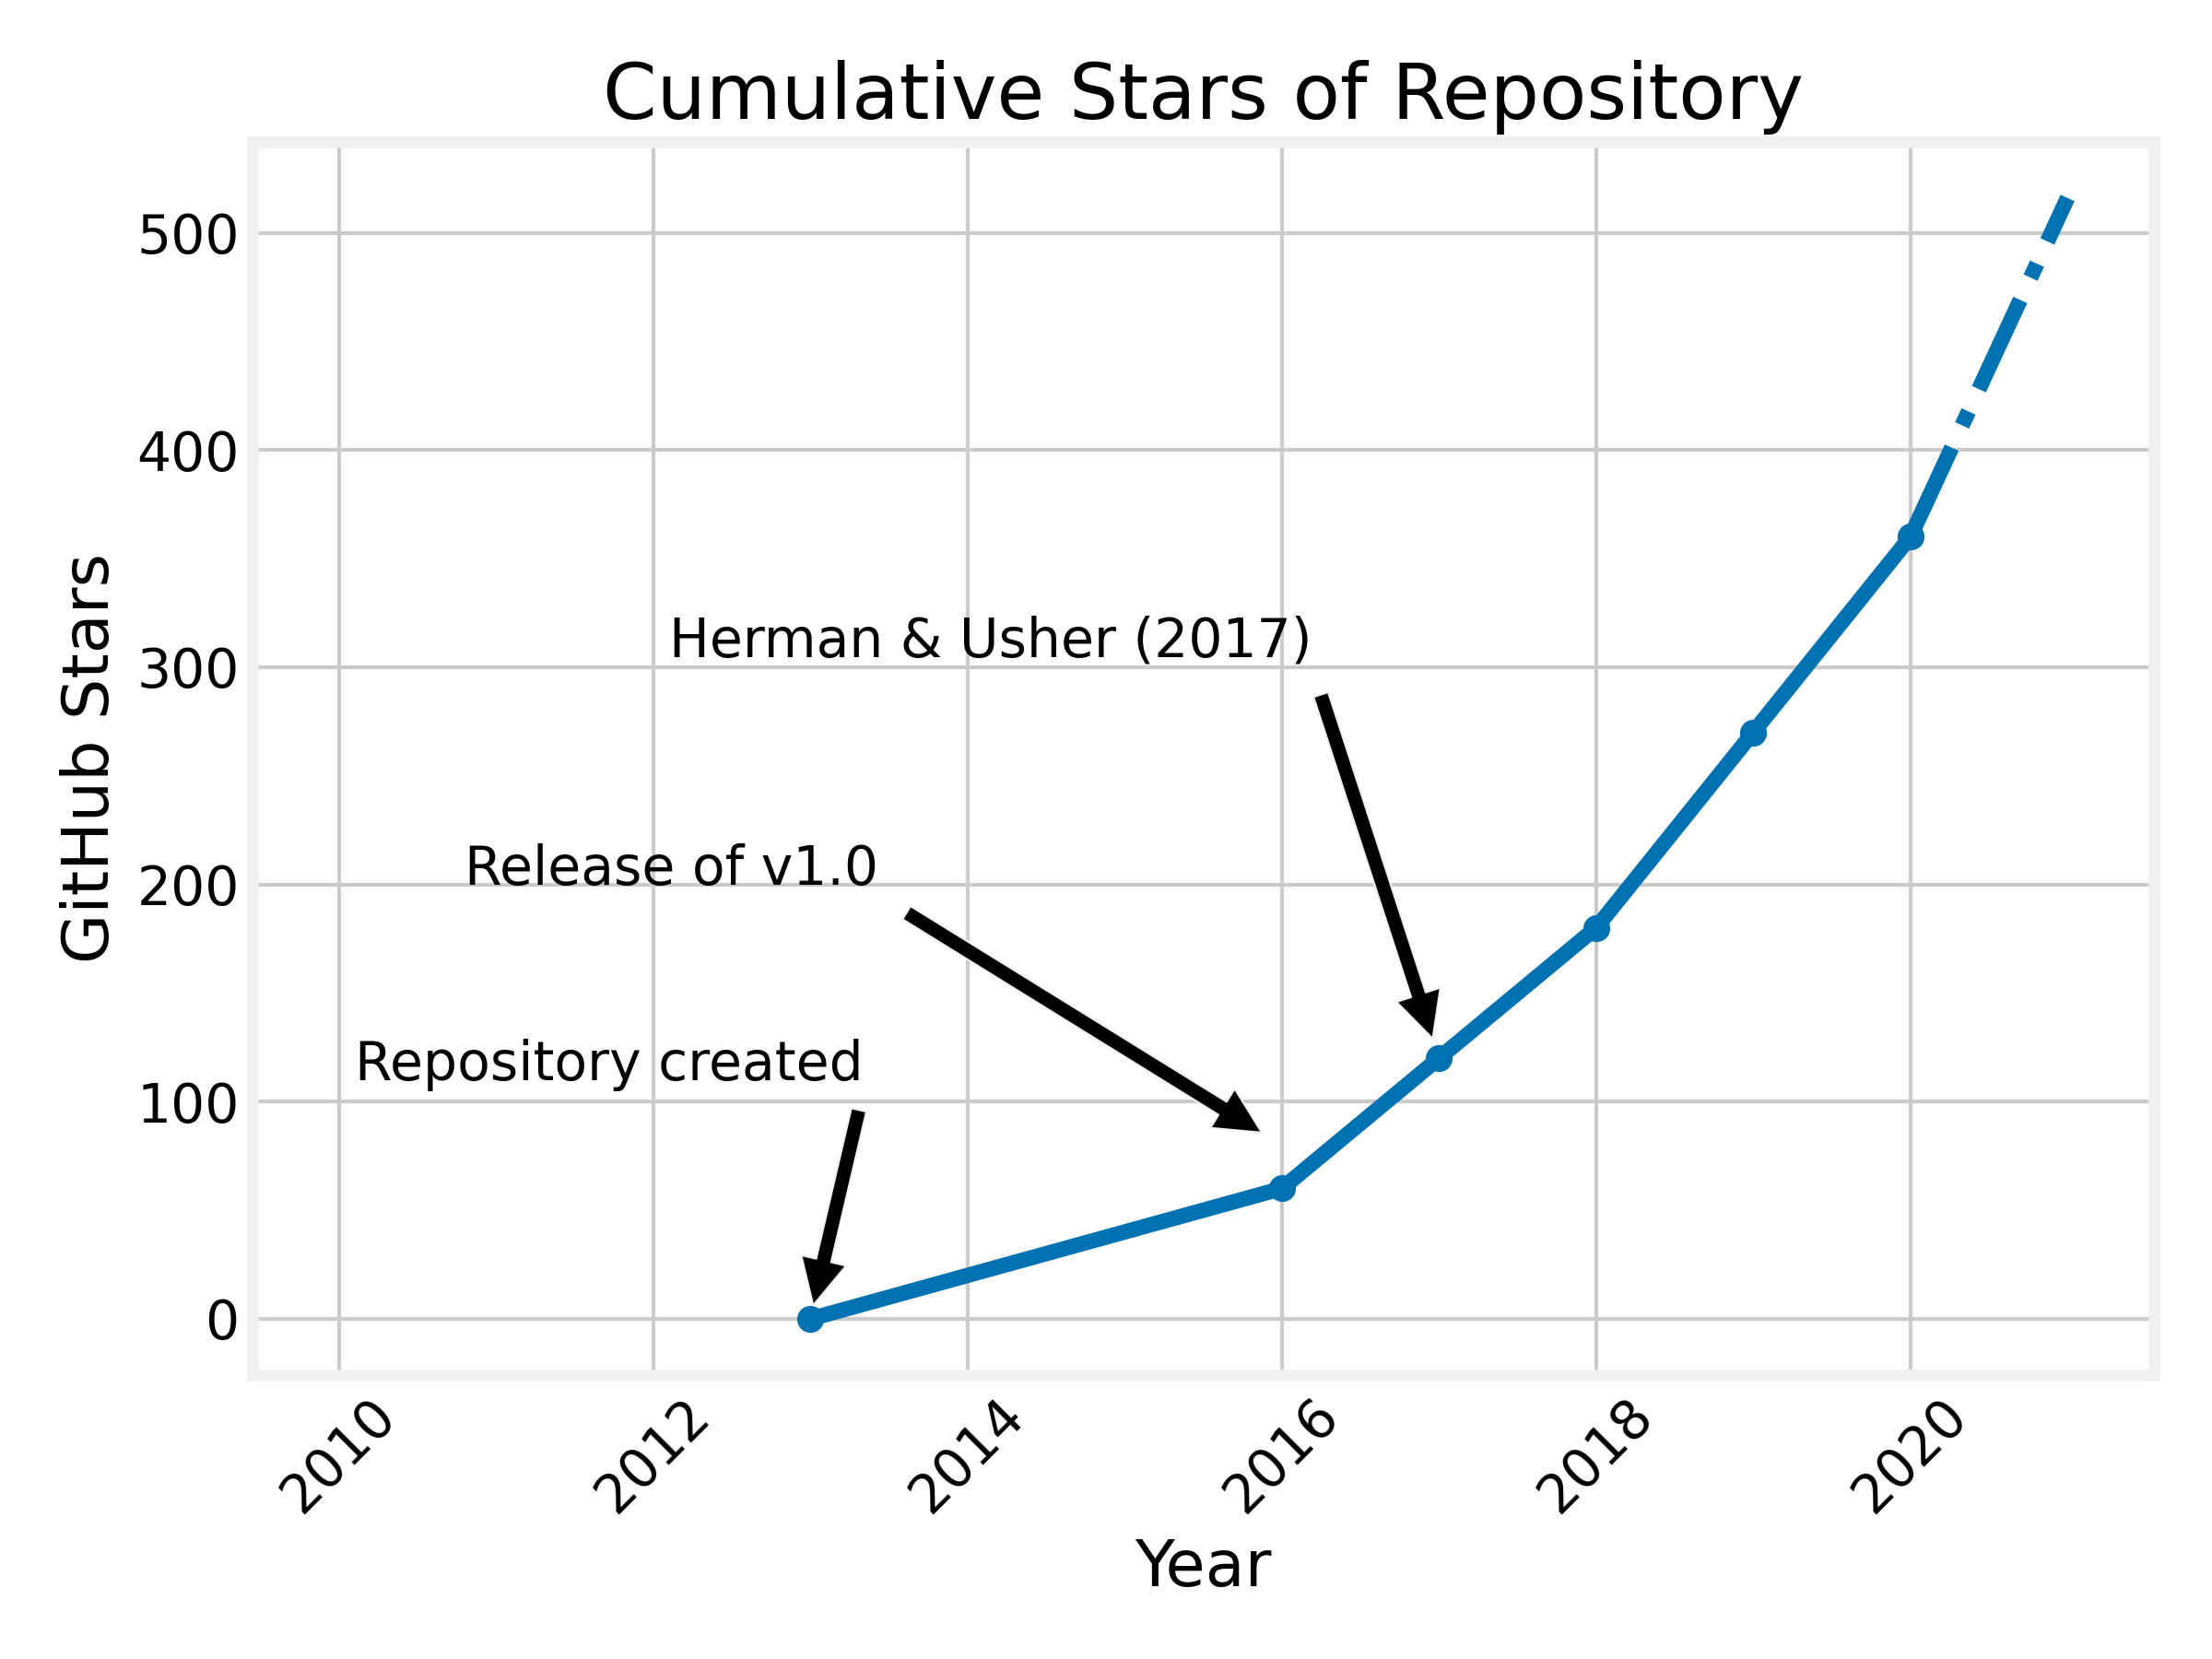 Cumulative Stars of Repository
500
400
300
200
100
0
GitHub Stars
Herman & Usher (2017)
Release of v1.0
Repository created
2010
2012
2014
2016
2018
2020
Year